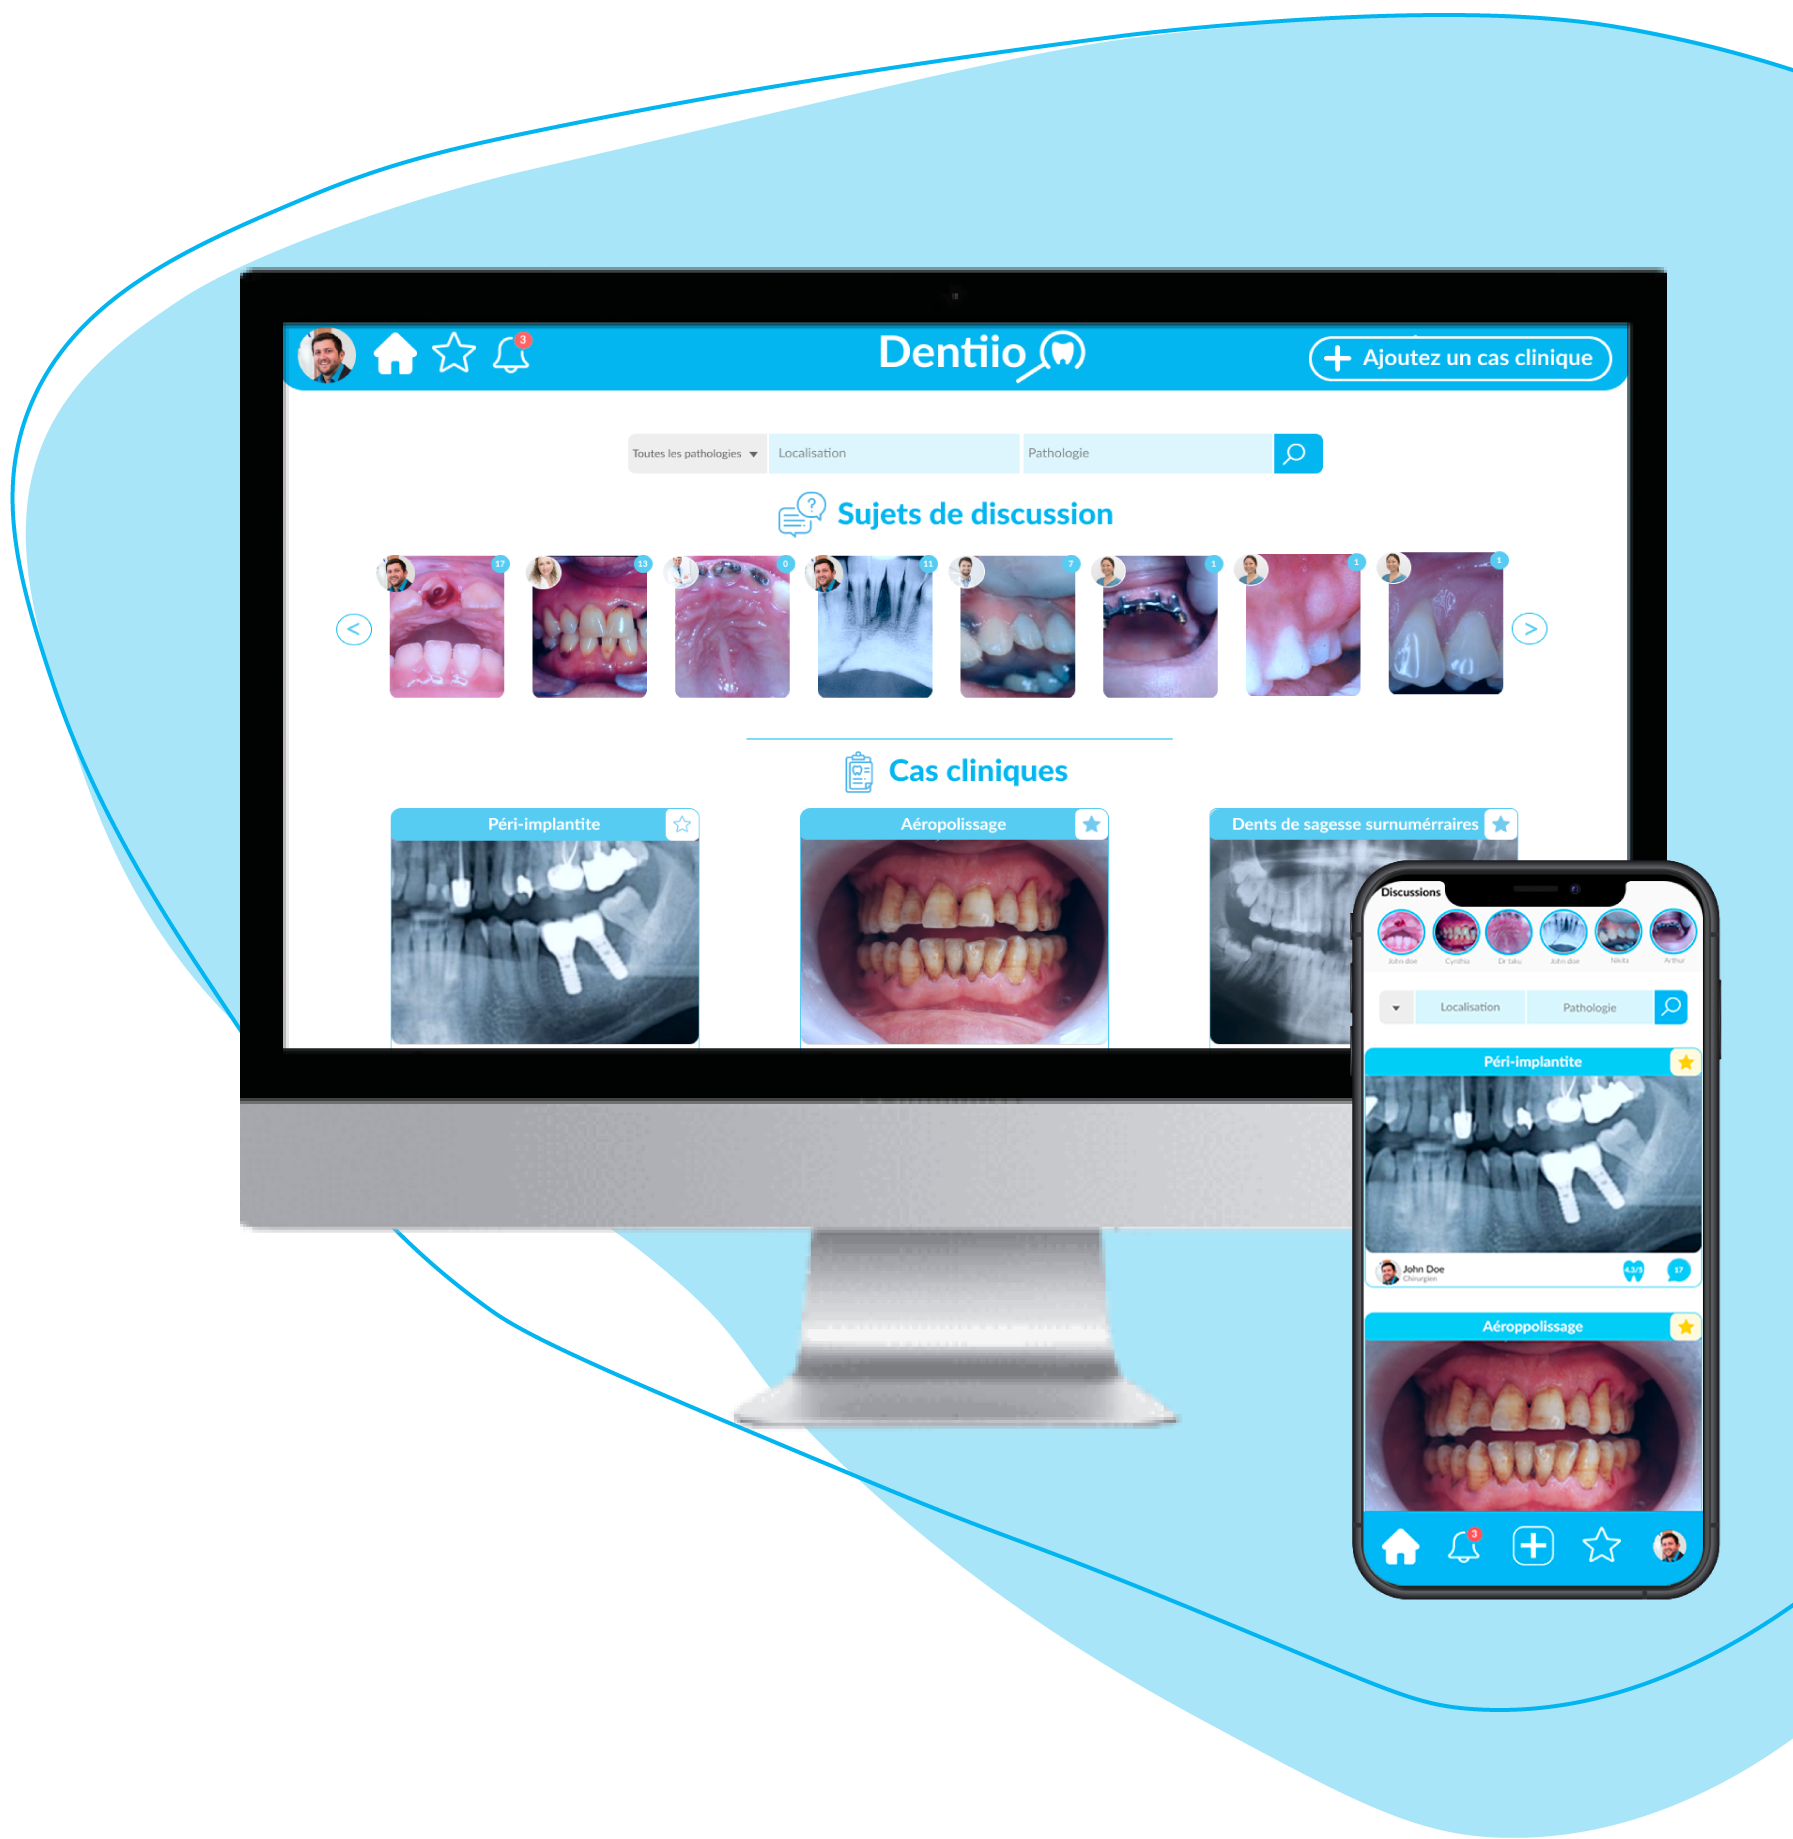 3
Dentiio
Ajoutez un cas clinique
Toutes les pathologies
Localisation
Pathologie
Sujets de discussion
17
13
0
11
7
1
1
1
Cas cliniques
Péri-implantite
Aéropolissage
Dents de sagesse surnumérraires
Discussions
John doe
Cynthia
Dr taku
John doe
Nikita
Arthur
Localisation
Pathologie
Péri-implantite
John Doe
Chirurgien
4.3/5
17
Aéroppolissage
3